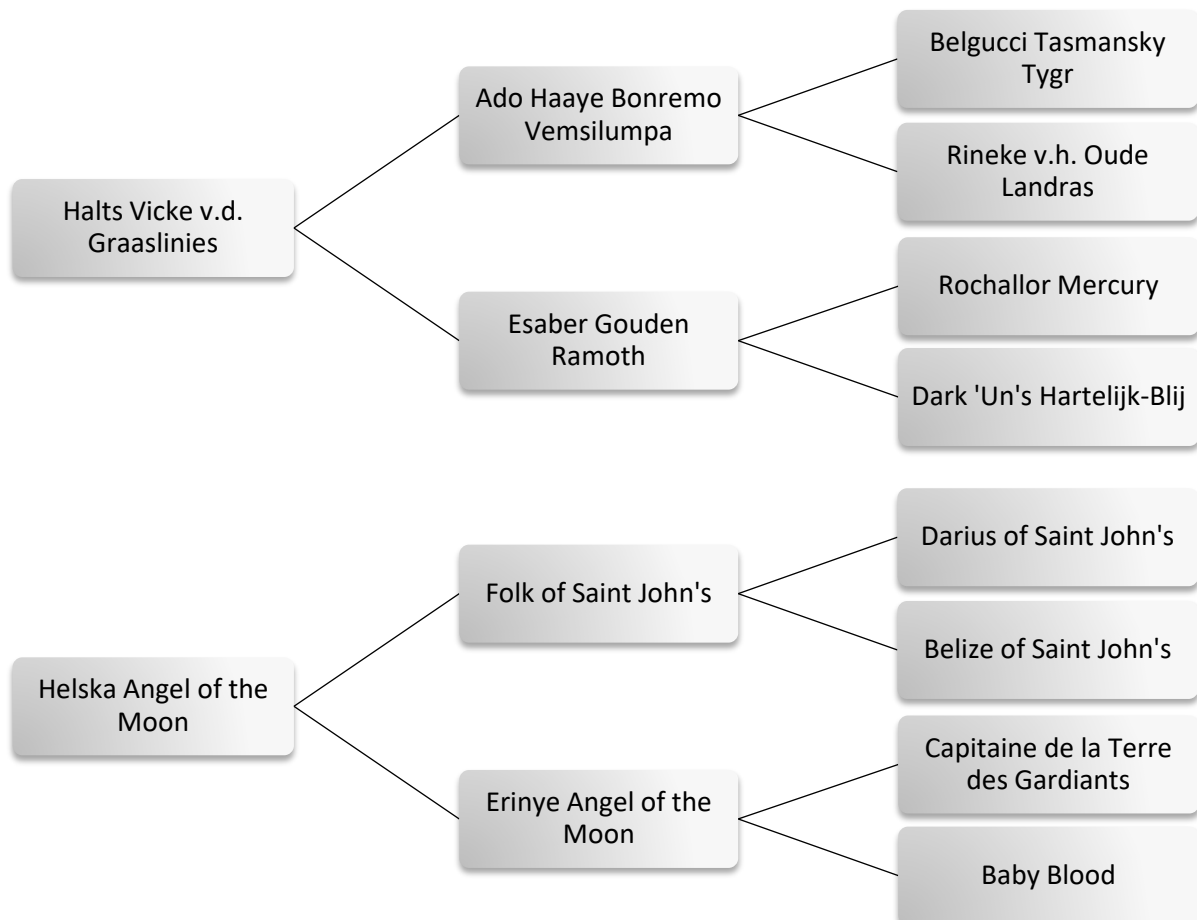 Belgucci Tasmansky
Tygr
Ado Haaye Bonremo
Vemsilumpa
Rineke v.h. Oude
Landras
Halts Vicke v.d.
Graaslinies
Rochallor Mercury
Esaber Gouden
Ramoth
Dark 'Un's Hartelijk-Blij
Darius of Saint John's
Folk of Saint John's
Belize of Saint John's
Helska Angel of the
Moon
Capitaine de la Terre
des Gardiants
Erinye Angel of the
Moon
Baby Blood